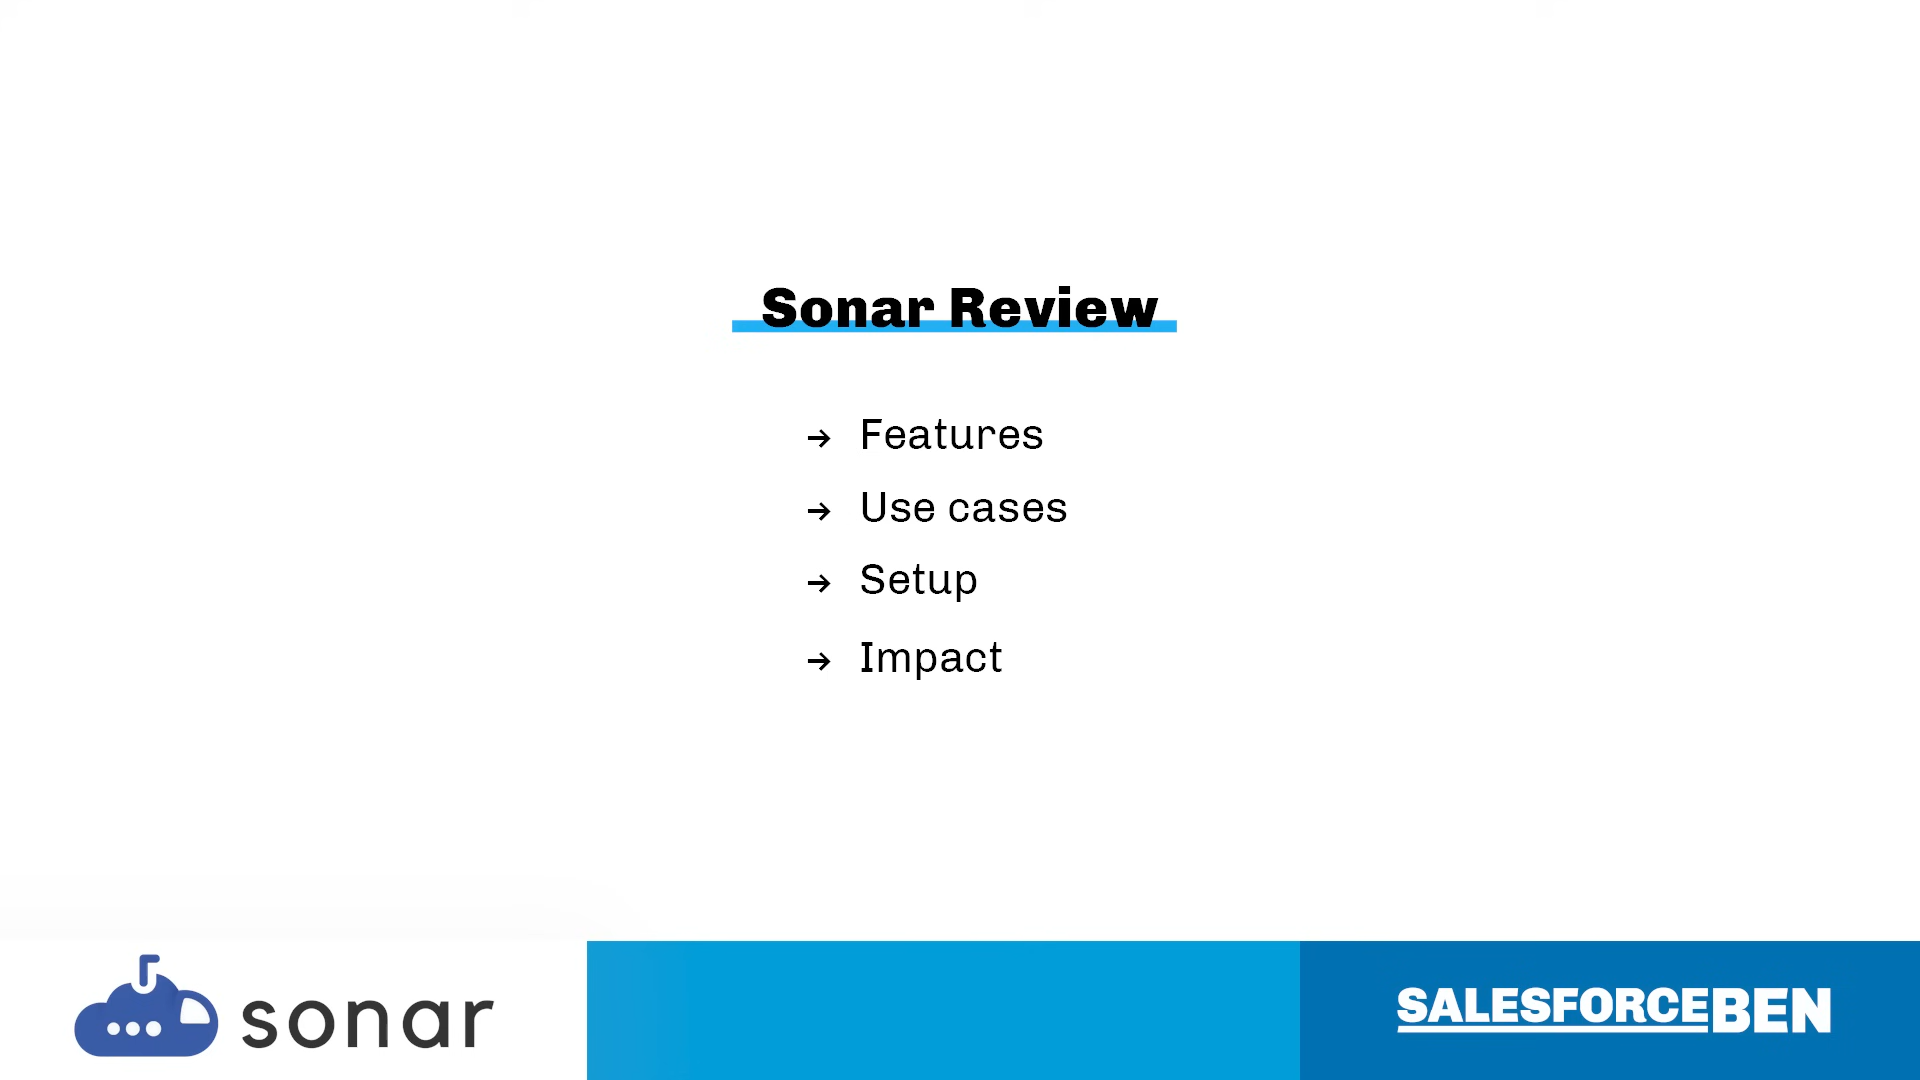 Sonar Review
→ Features
→ Use cases
→ Setup
→ Impact
sonar
SALESFORCEBEN